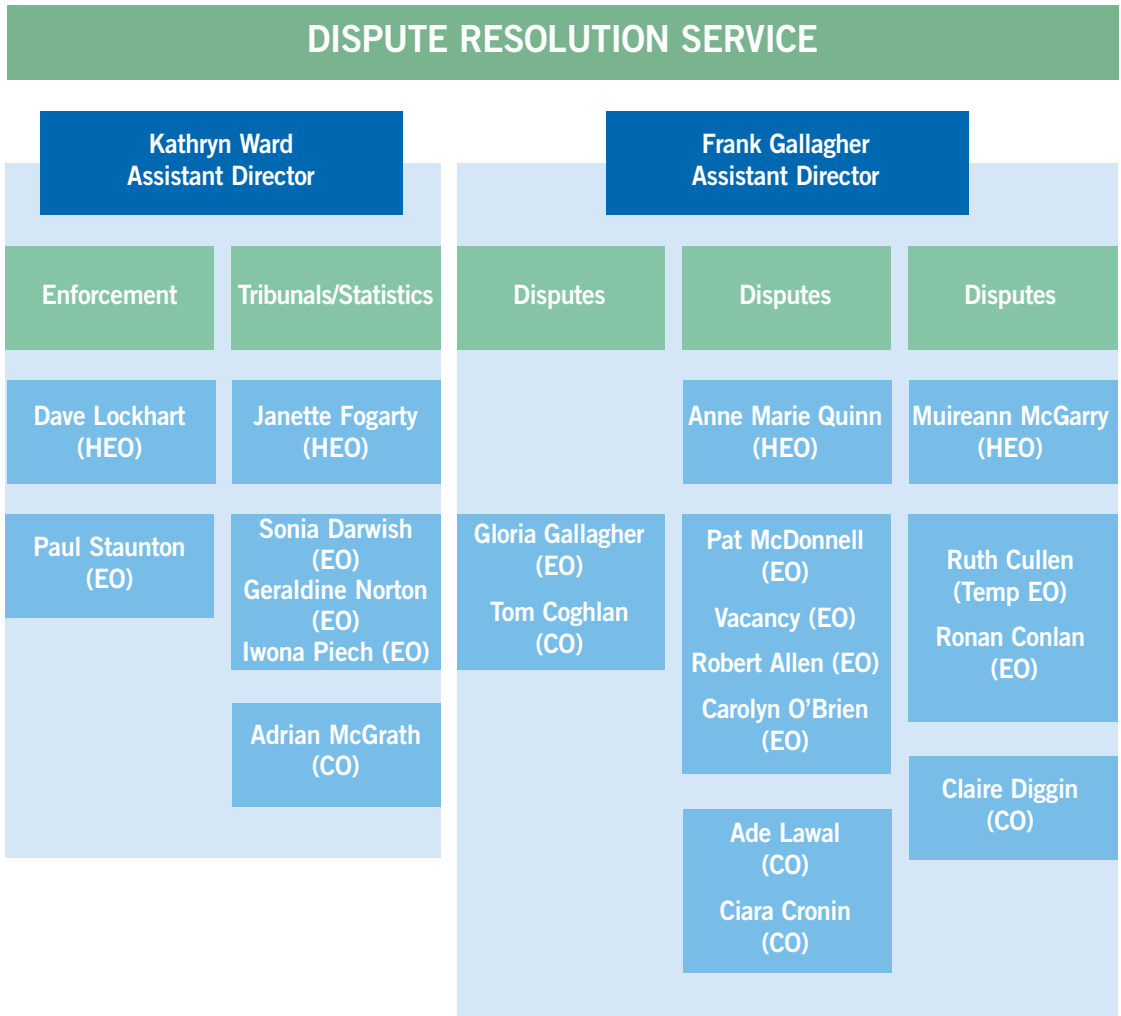 DISPUTE RESOLUTION SERVICE
Kathryn Ward
Assistant Director
Enforcement
Dave Lockhart
(HEO)
Paul Staunton
(EO)
Tribunals/Statistics
Janette Fogarty
(HEO)
Sonia Darwish
(EO)
Geraldine Norton
(EO)
Iwona Piech (EO)
Adrian McGrath
(CO)
Frank Gallagher
Assistant Director
Disputes
Gloria Gallagher
(EO)
Tom Coghlan
(CO)
Disputes
Anne Marie Quinn
(HEO)
Pat McDonnell
(EO)
Vacancy (EO)
Robert Allen (EO)
Carolyn O’Brien
(EO)
Ade Lawal
(CO)
Ciara Cronin
(CO)
Disputes
Muireann McGarry
(HEO)
Ruth Cullen
(Temp EO)
Ronan Conlan
(EO)
Claire Diggin
(CO)